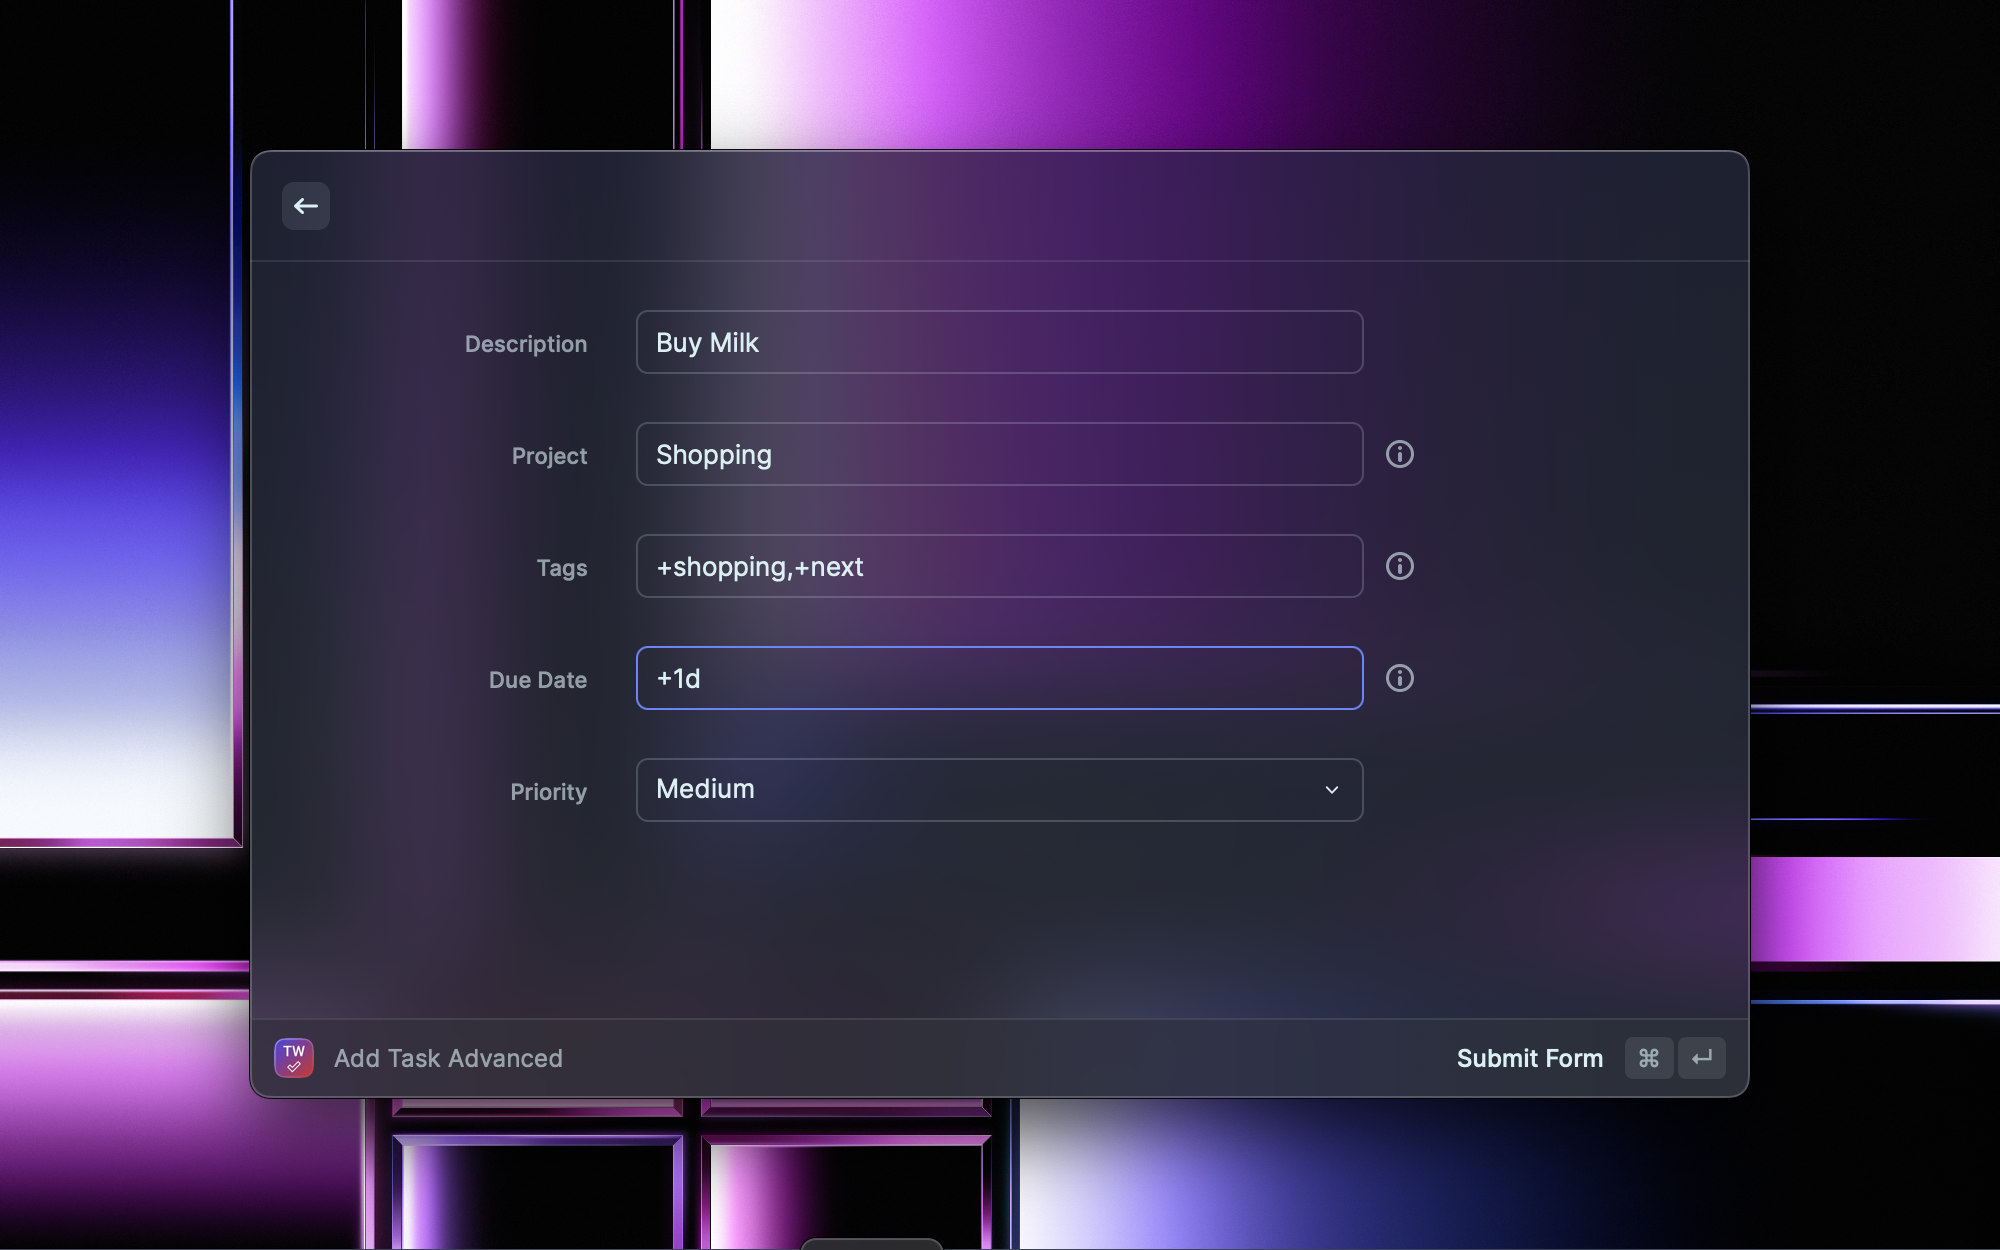 Description
Buy Milk
Project
Shopping
Tags
+shopping,+next
Due Date
+1d
Priority
Medium
TW
Add Task Advanced
Submit Form ⌘ ↵